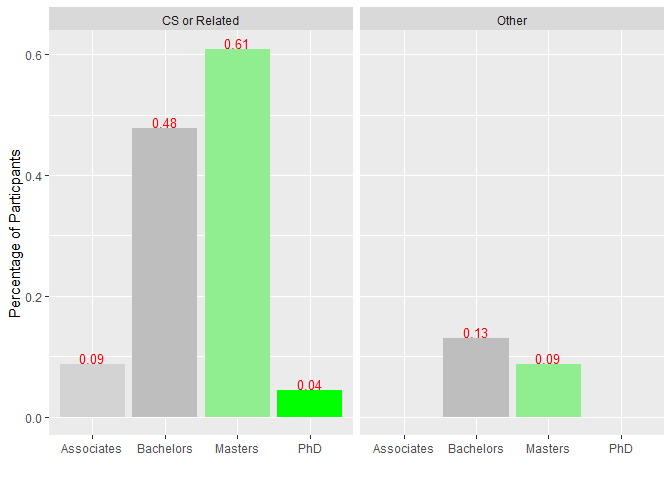 CS or Related
Other
Percentage of Particpants
0.6
0.4
0.2
0.0
0.09
0.48
0.61
0.04
0.13
0.09
Associates
Bachelors
Masters
PhD
Associates
Bachelors
Masters
PhD